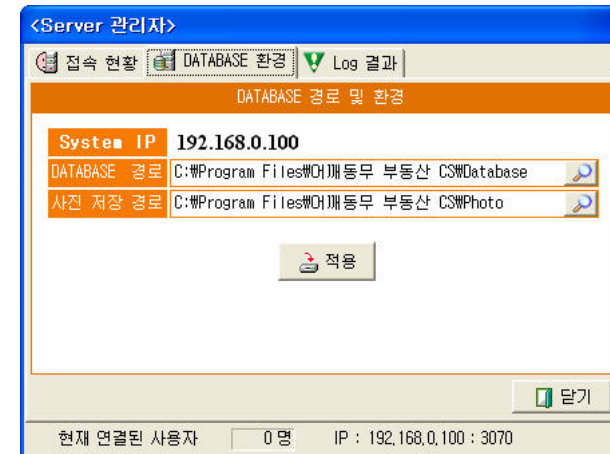 <Server 관리자>
접속 현황 DATABASE 환경 Log 결과
DATABASE 경로 및 환경
System IP 192.168.0.100
DATABASE 경로 C:₩Program Files₩어깨동무 부동산 CS₩Database
사진 저장 경로 C:₩Program Files₩어깨동무 부동산 CS₩Photo
적용
닫기
현재 연결된 사용자 0 명 IP : 192.168.0.100 : 3070